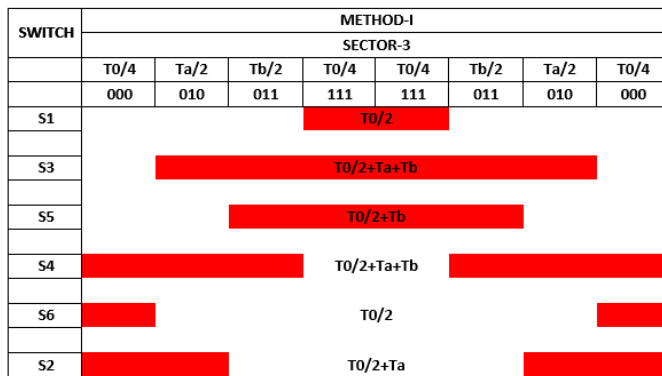 METHOD-I
SWITCH
SECTOR-3
T0/4 Ta/2 Tb/2 T0/4 T0/4 Tb/2 Ta/2 T0/4
000 010 011 111 111 011 010 000
S1 T0/2
S3 T0/2+Ta+Tb
S5 T0/2+Tb
S4 T0/2+Ta+Tb
S6 T0/2
S2 T0/2+Ta